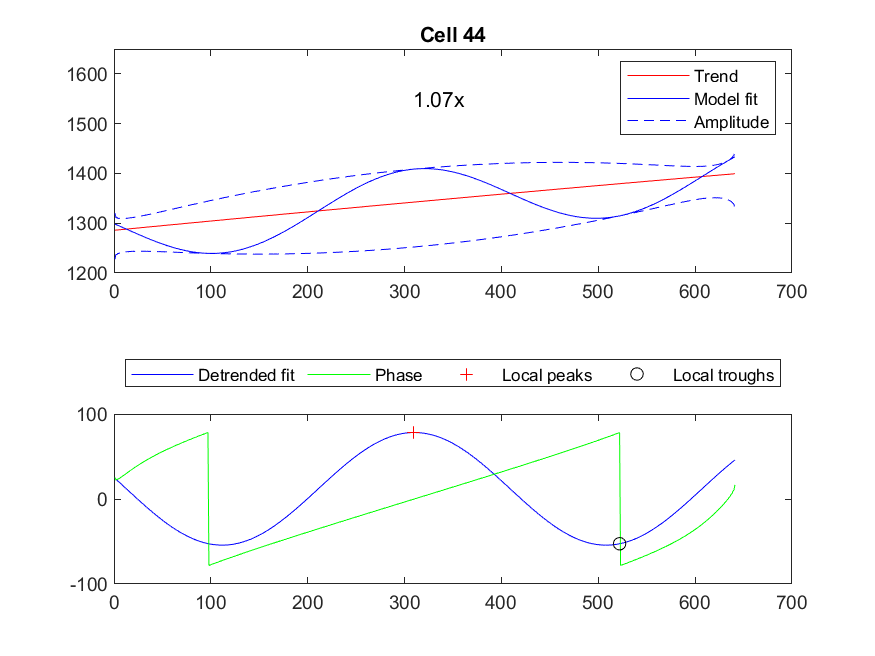 Cell 44
1600
1500
1400
1300
1200
1.07x
Trend
Model fit
Amplitude
0 100 200 300 400 500 600 700
Detrended fit Phase Local peaks Local troughs
100
0
-100
0 100 200 300 400 500 600 700